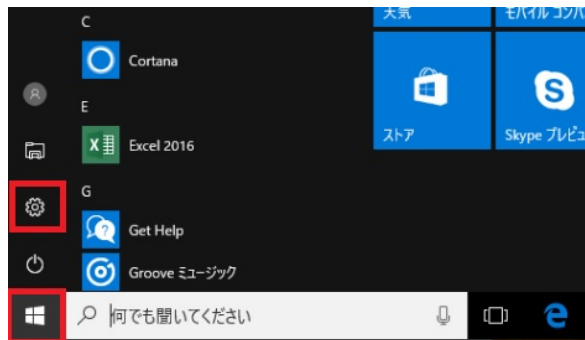 C
Cortana
E
Excel 2016
G
Get Help
Groove ミュージック
天気
モバイル コンパ
ストア
Skype プレビュ
何でも聞いてください